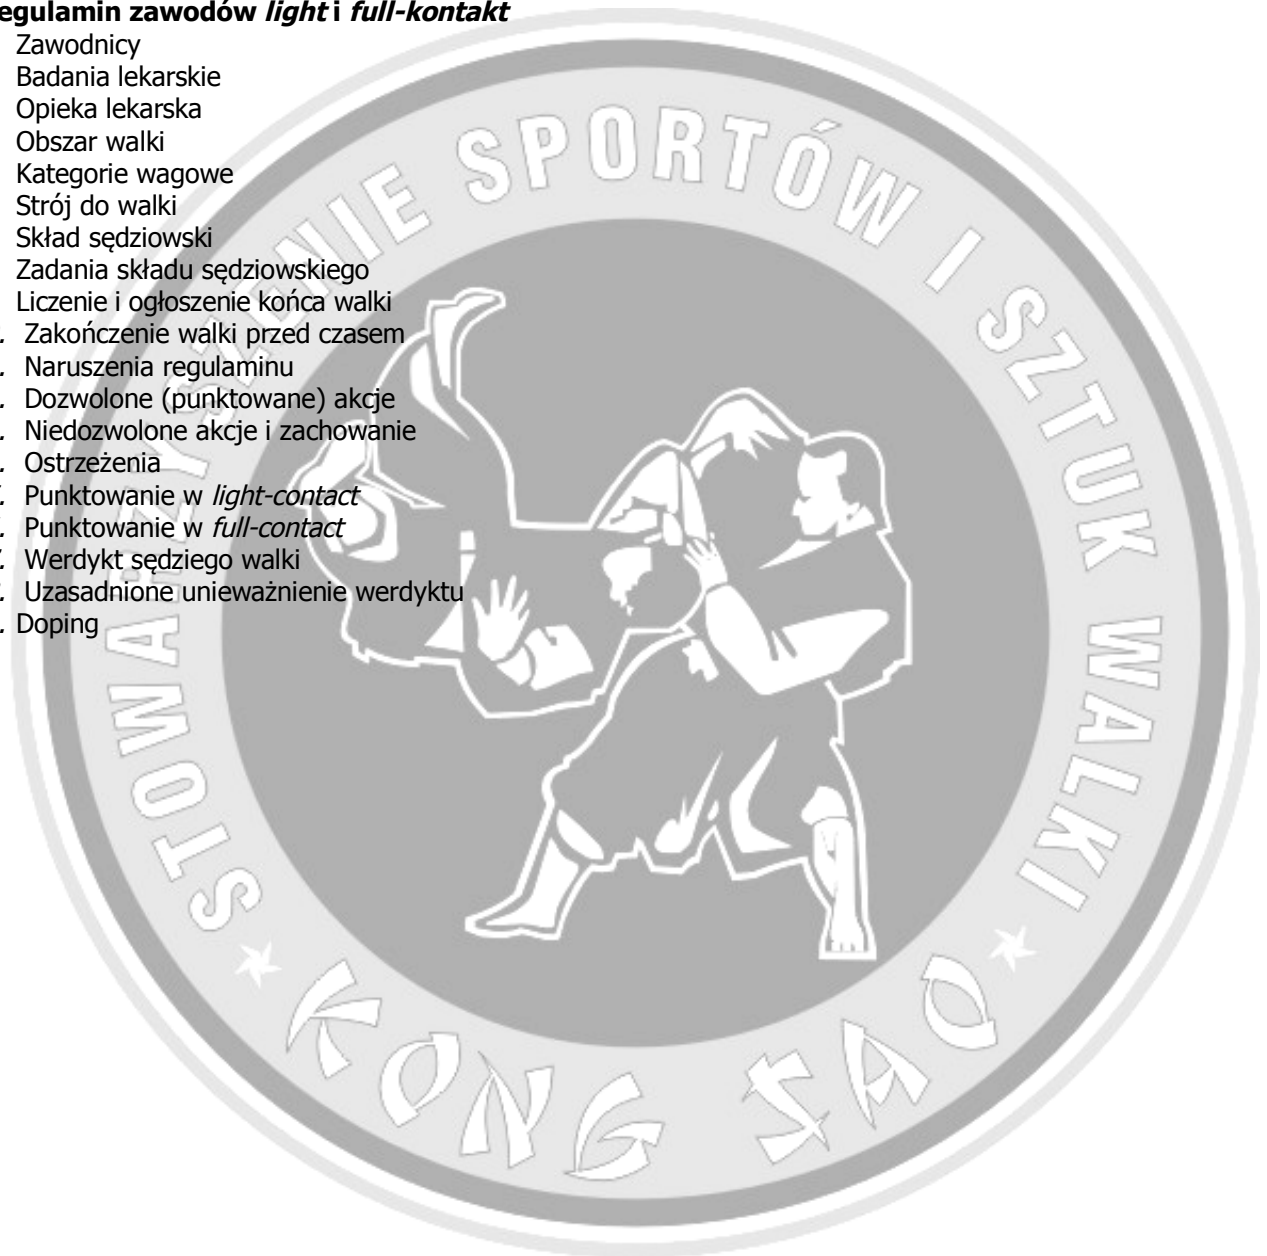 egulamin zawodów light i full-kontakt
Zawodnicy
Badania lekarskie
Opieka lekarska
Obszar walki
Kategorie wagowe
Strój do walki
Skład sędziowski
Zadania składu sędziowskiego
Liczenie i ogłoszenie końca walki
. Zakończenie walki przed czasem
. Naruszenia regulaminu
. Dozwolone (punktowane) akcje
. Niedozwolone akcje i zachowanie
. Ostrzeżenia
. Punktowanie w light-contact
. Punktowanie w full-contact
. Werdykt sędziego walki
. Uzasadnione unieważnienie werdyktu
. Doping
STOWARZYSZENIE SPORTÓW I SZTUK WALKI
KONG SAO